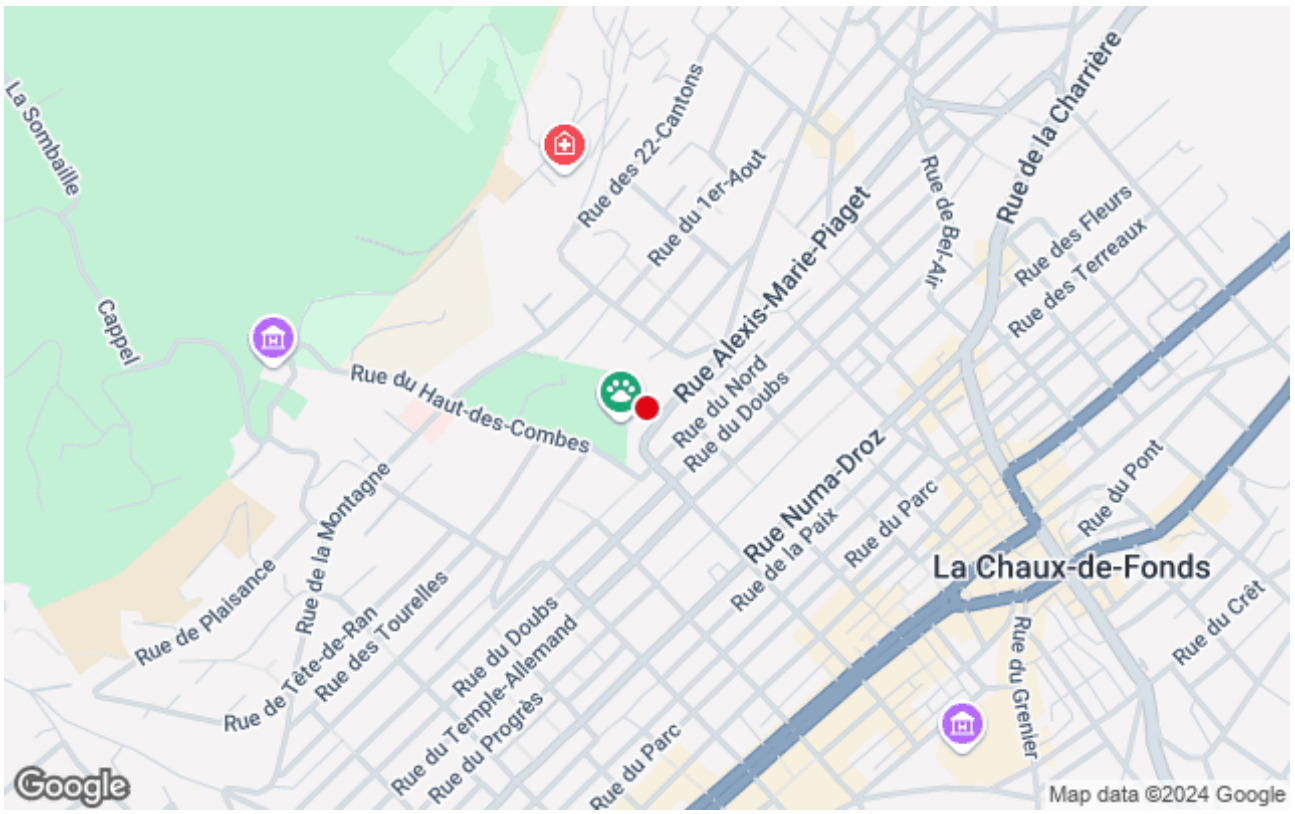 La Sombaille
Rue des 22-Cantons
Rue de la Charrière
Rue du 1er-Aout
Rue Alexis-Marie-Piaget
Rue de Bel-Air
Rue des Fleurs
Rue des Terreaux
Cappel
Rue du Haut-des-Combes
Rue du Nord
Rue du Doubs
Rue Numa-Droz
Rue de la Paix
Rue du Parc
Rue du Pont
La Chaux-de-Fonds
Rue de la Montagne
Rue de Plaisance
Rue de Tête-de-Ran
Rue des Tourelles
Rue du Doubs
Rue du Temple-Allemand
Rue du Progrès
Rue du Parc
Rue du Grenier
Rue du Crêt
H
H
Google
Map data ©2024 Google